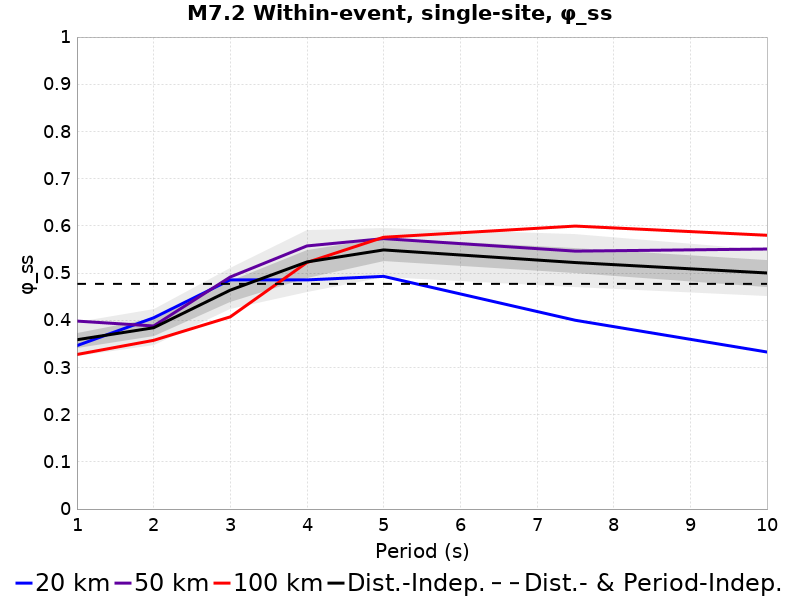 M7.2 Within-event, single-site, φ_ss
1
0.9
0.8
0.7
0.6
0.5
0.4
0.3
0.2
0.1
0
φ_ss
1 2 3 4 5 6 7 8 9 10
Period (s)
20 km 50 km 100 km Dist.-Indep. Dist.- & Period-Indep.